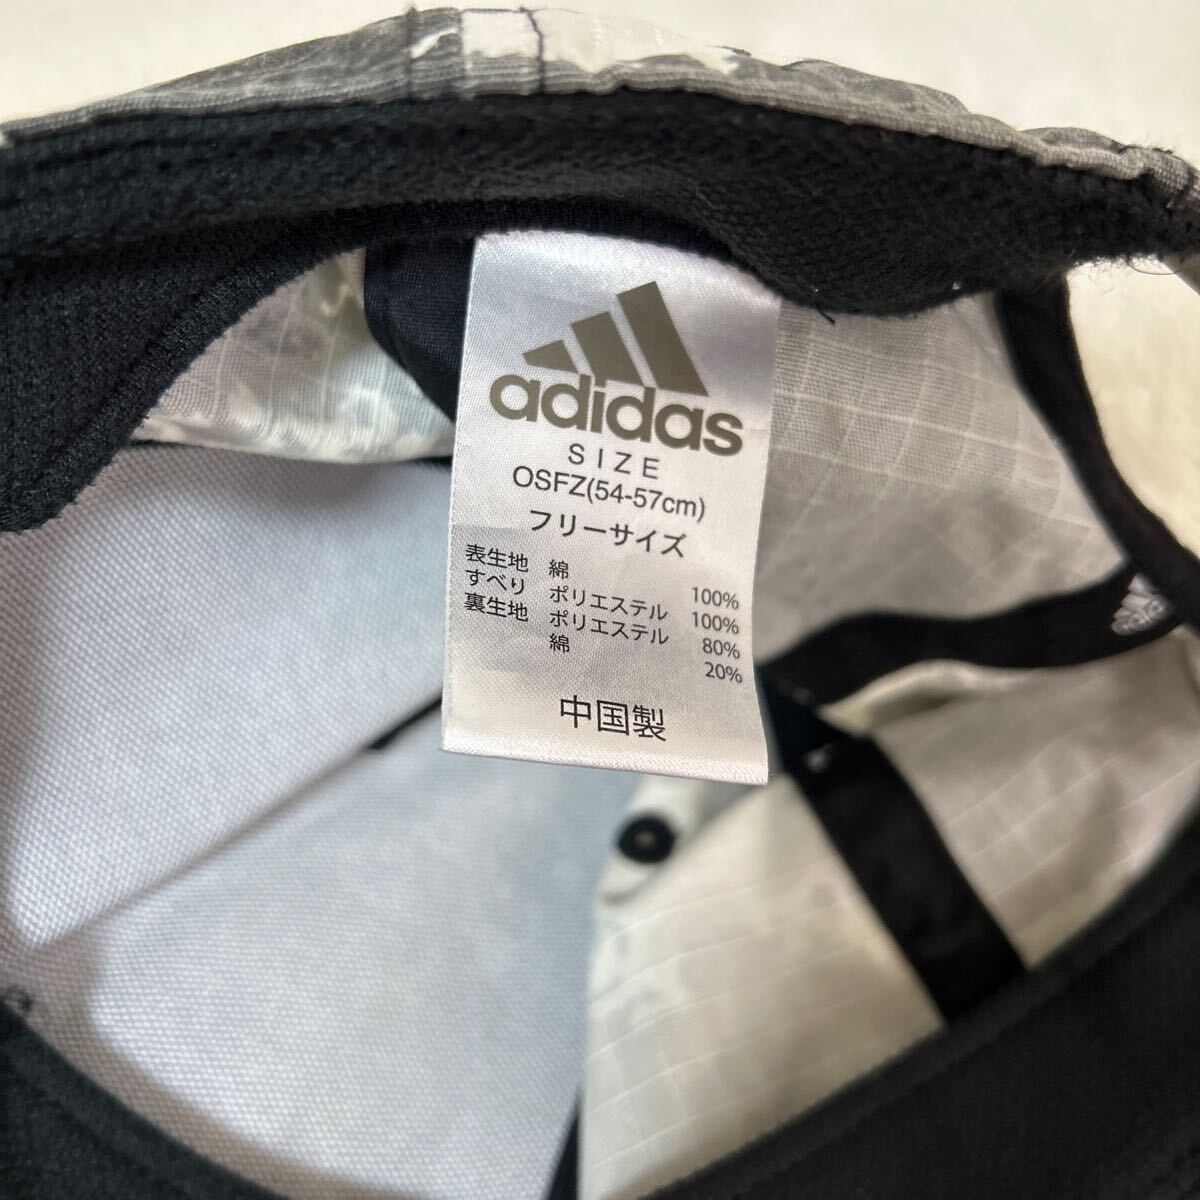 adidas
SIZE
OSFZ(54-57cm)
フリーサイズ
表生地 綿 100%
すべり ポリエステル 100%
裏生地 ポリエステル 80%
綿 20%
中国製
adidas